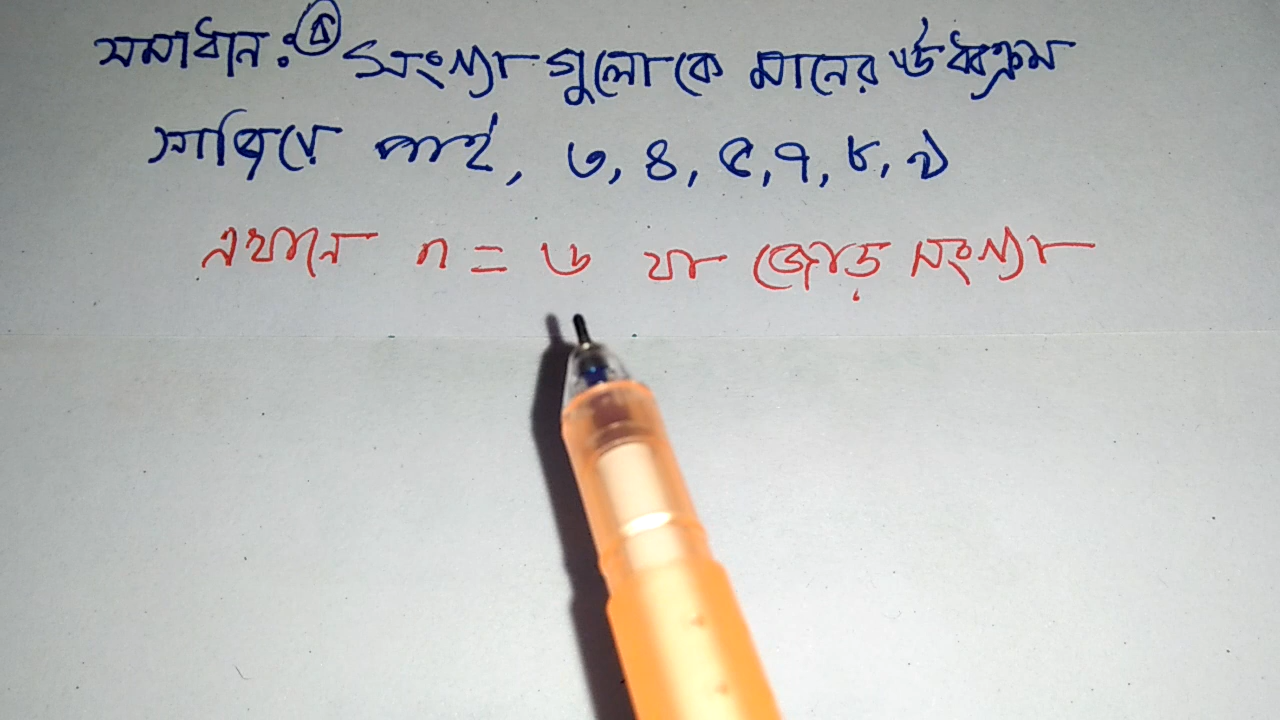 সমাধান: সংখ্যা গুলো কে মানের ঊর্ধ্বক্রম
সাজিয়ে পাই, ৩, ৪, ৫, ৭, ৮, ৯
এখানে n = ৬ যা জোড় সংখ্যা